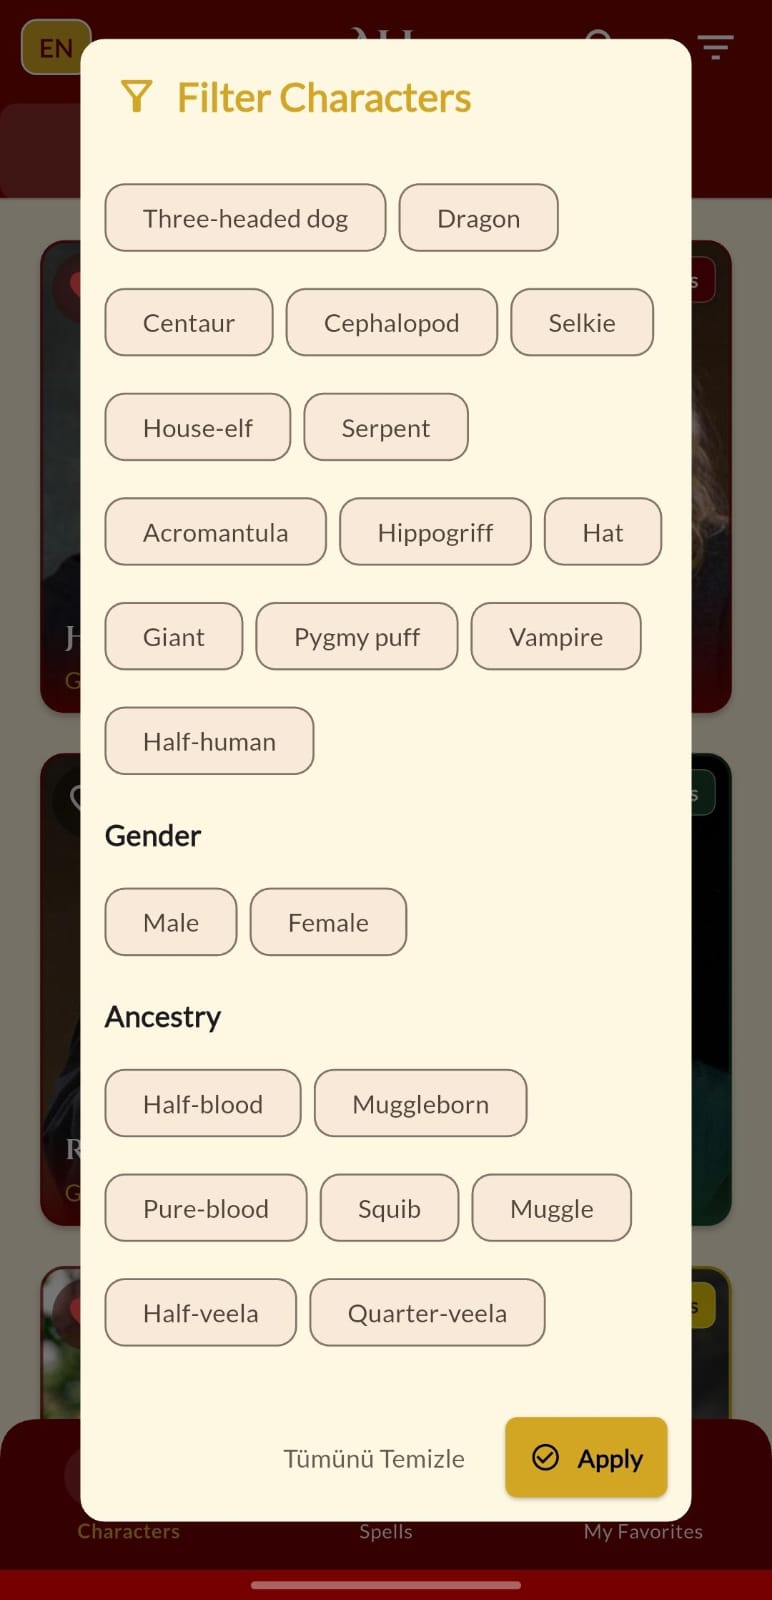 EN
Filter Characters
Three-headed dog Dragon
Centaur Cephalopod Selkie
House-elf Serpent
Acromantula Hippogriff Hat
Giant Pygmy puff Vampire
Half-human
Gender
Male Female
Ancestry
Half-blood Muggleborn
Pure-blood Squib Muggle
Half-veela Quarter-veela
Tümünü Temizle Apply
Characters Spells My Favorites